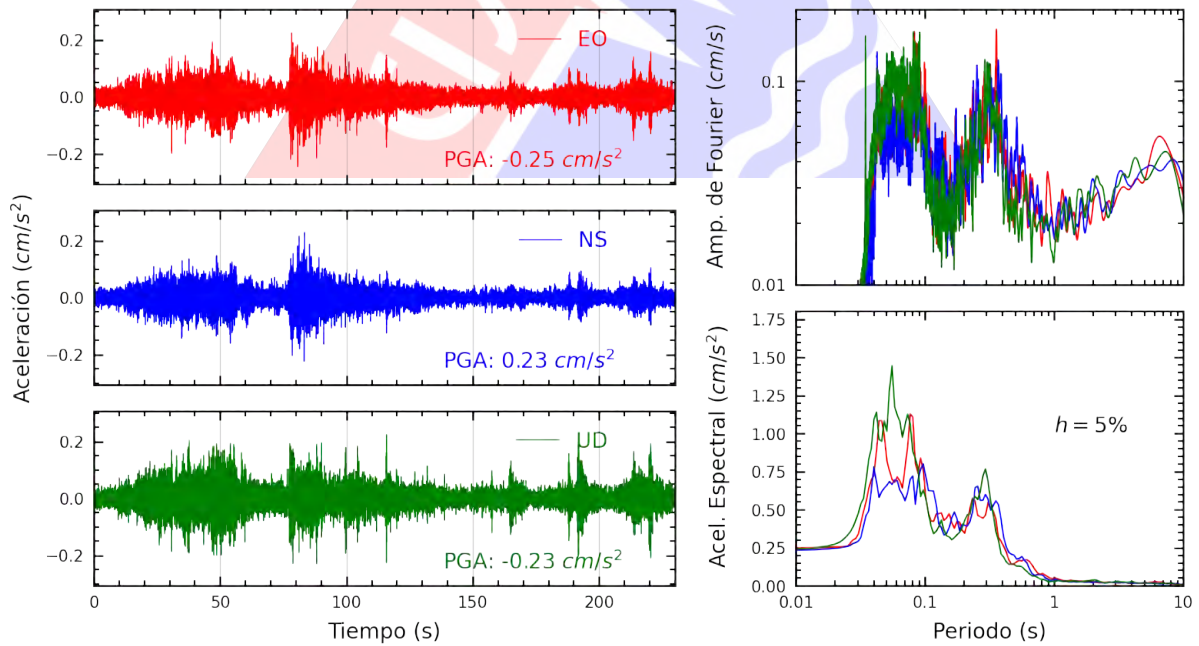 Aceleración (cm/s²)
0.2
0.0
−0.2
EO
PGA: -0.25 cm/s²
0.2
0.0
−0.2
NS
PGA: 0.23 cm/s²
0.2
0.0
−0.2
UD
PGA: -0.23 cm/s²
0 50 100 150 200
Tiempo (s)
Amp. de Fourier (cm/s)
0.1
0.01
Acel. Espectral (cm/s²)
1.75
1.50
1.25
1.00
0.75
0.50
0.25
0.00
h = 5%
0.01 0.1 1 10
Periodo (s)